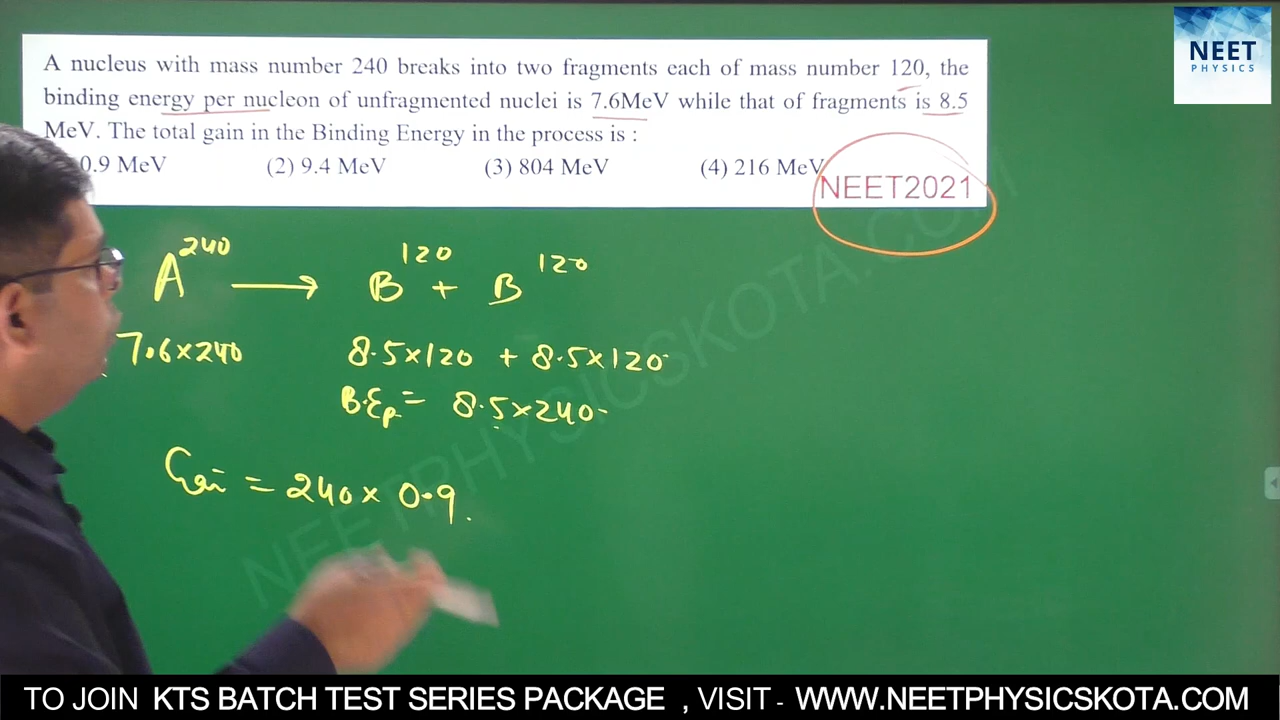 NEET
PHYSICS
A nucleus with mass number 240 breaks into two fragments each of mass number 120, the
binding energy per nucleon of unfragmented nuclei is 7.6MeV while that of fragments is 8.5
MeV. The total gain in the Binding Energy in the process is :
0.9 MeV (2) 9.4 MeV (3) 804 MeV (4) 216 MeV
NEET2021
A²⁴⁰ → B¹²⁰ + B¹²⁰
7.6×240 8.5×120 + 8.5×120
B.Ep = 8.5×240
Gain = 240 × 0.9
NEETPHYSICSKOTA.COM
TO JOIN KTS BATCH TEST SERIES PACKAGE , VISIT - WWW.NEETPHYSICSKOTA.COM